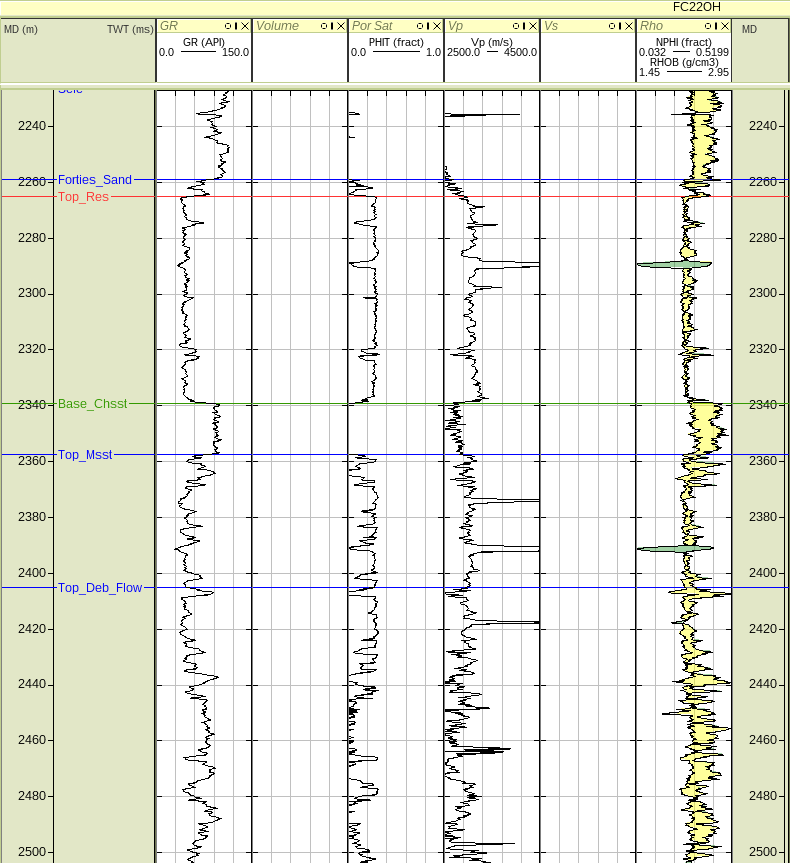 FC22OH
GR Volume Por Sat Vp Vs Rho
MD (m) TWT (ms) MD
GR (API) PHIT (fract) Vp (m/s) NPHI (fract)
0.0 150.0 0.0 1.0 2500.0 4500.0 0.032 0.5199
RHOB (g/cm3)
1.45 2.95
2240 2240
Forties_Sand
2260 2260
Top_Res
2280 2280
2300 2300
2320 2320
2340 Base_Chsst 2340
Top_Msst
2360 2360
2380 2380
2400 2400
Top_Deb_Flow
2420 2420
2440 2440
2460 2460
2480 2480
2500 2500